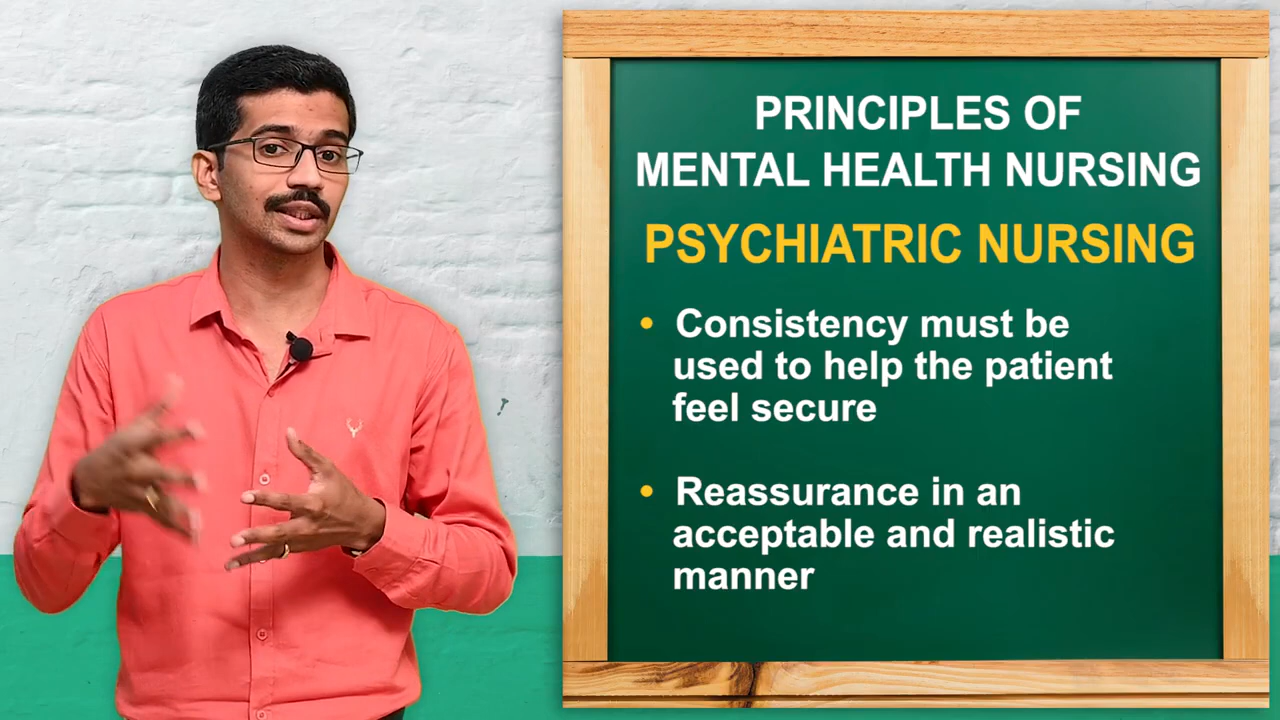 PRINCIPLES OF
MENTAL HEALTH NURSING
PSYCHIATRIC NURSING
• Consistency must be
used to help the patient
feel secure
• Reassurance in an
acceptable and realistic
manner